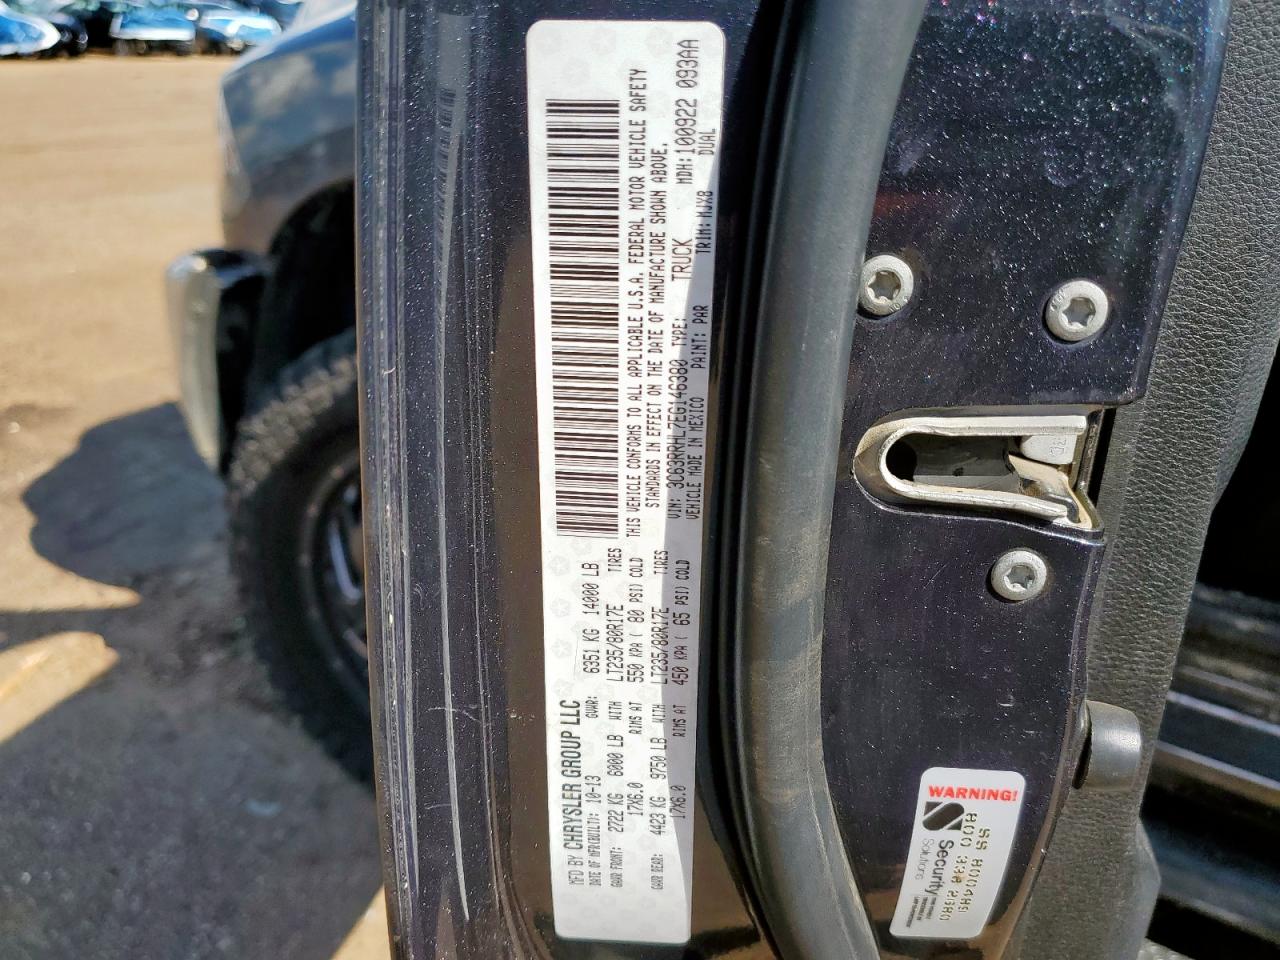 MFD BY CHRYSLER GROUP LLC
DATE OF MFR(BUILT): 10-13 GVWR: 6351 KG 14000 LB
GAWR FRONT: 2722 KG 6000 LB WITH LT235/80R17E TIRES
17X6.0 RIMS AT 550 KPA ( 80 PSI) COLD
GAWR REAR: 4423 KG 9750 LB WITH LT235/80R17E TIRES
17X6.0 RIMS AT 450 KPA ( 65 PSI) COLD
THIS VEHICLE CONFORMS TO ALL APPLICABLE U.S.A. FEDERAL MOTOR VEHICLE SAFETY
STANDARDS IN EFFECT ON THE DATE OF MANUFACTURE SHOWN ABOVE.
VIN: 3C63RRHL7EG146380 TYPE: TRUCK MDH: 100922 093AA
VEHICLE MADE IN MEXICO PAINT: PAR TRIM: MJX8 DUAL
WARNING!
Security
Solutions